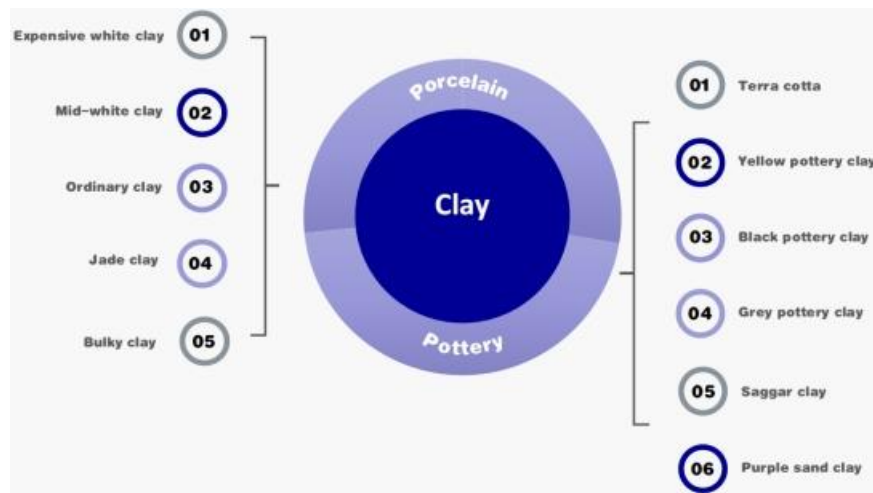 Expensive white clay 01
Mid-white clay 02
Ordinary clay 03
Jade clay 04
Bulky clay 05
Porcelain
Clay
Pottery
01 Terra cotta
02 Yellow pottery clay
03 Black pottery clay
04 Grey pottery clay
05 Saggar clay
06 Purple sand clay